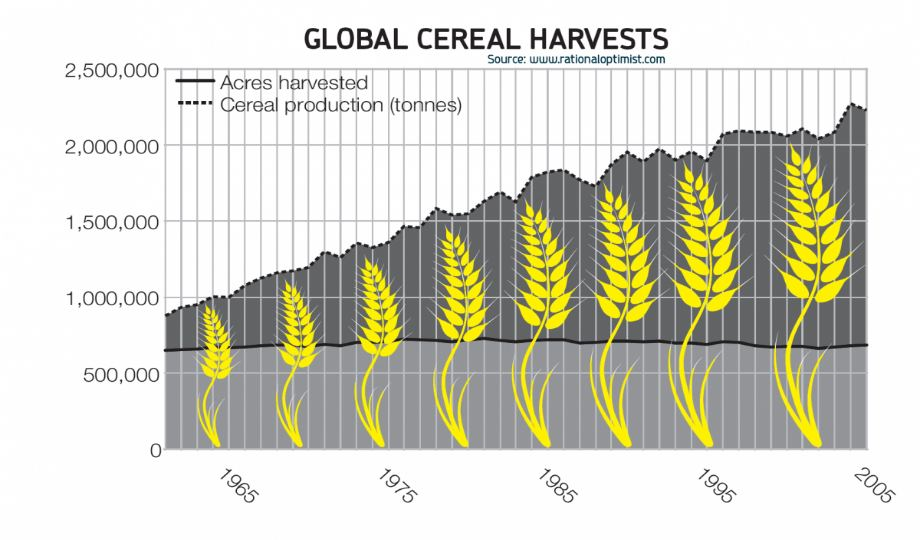 GLOBAL CEREAL HARVESTS
Source: www.rationaloptimist.com
2,500,000
Acres harvested
Cereal production (tonnes)
2,000,000
1,500,000
1,000,000
500,000
0
1965
1975
1985
1995
2005